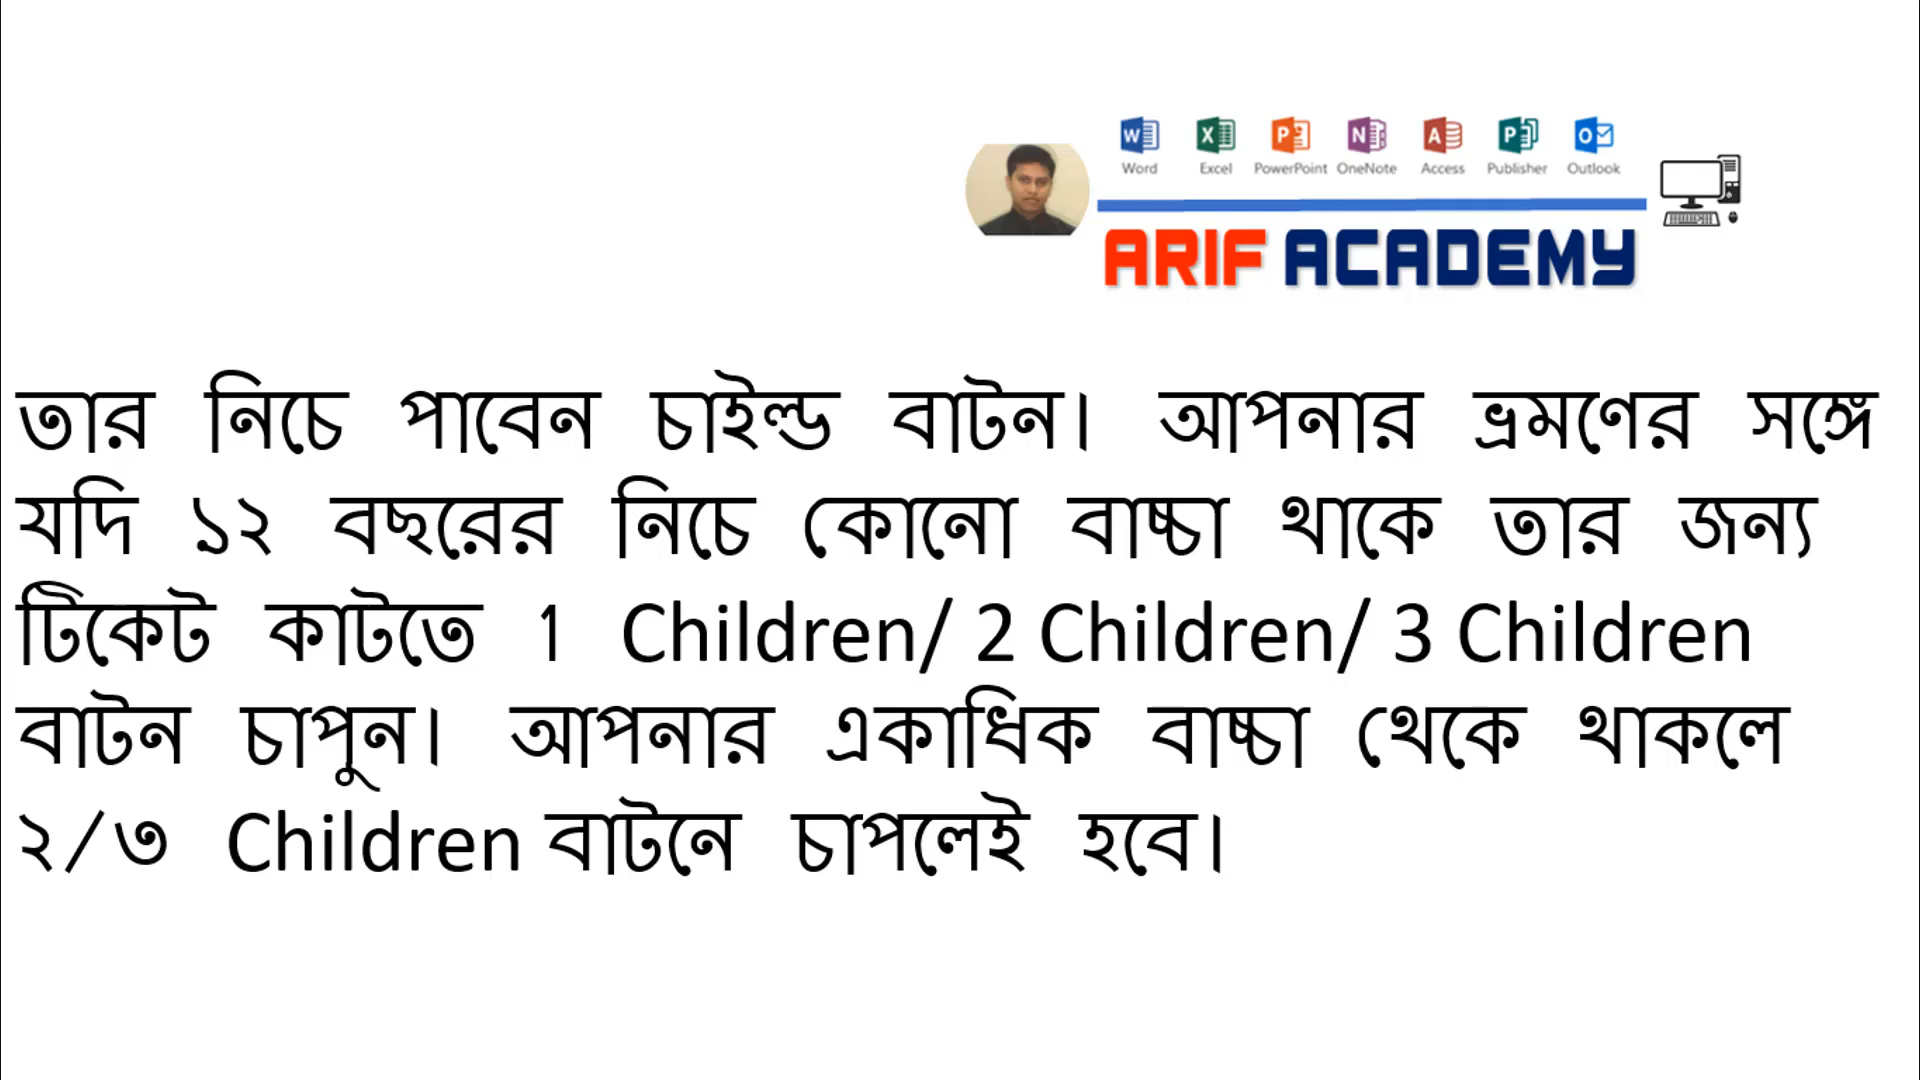 Word Excel PowerPoint OneNote Access Publisher Outlook
ARIF ACADEMY
তার নিচে পাবেন চাইল্ড বাটন। আপনার ভ্রমণের সঙ্গে
যদি ১২ বছরের নিচে কোনো বাচ্চা থাকে তার জন্য
টিকেট কাটতে 1 Children/ 2 Children/ 3 Children
বাটন চাপুন। আপনার একাধিক বাচ্চা থেকে থাকলে
২/৩ Children বাটনে চাপলেই হবে।